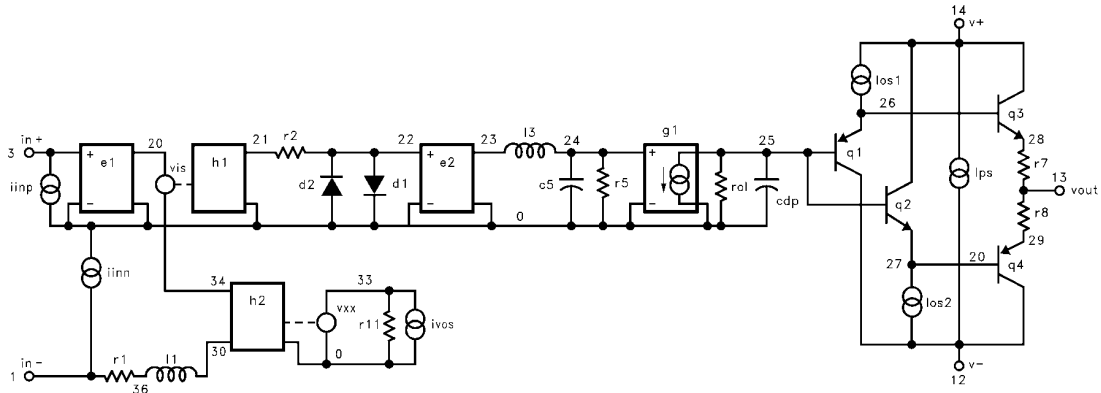 14 v+
Ios1
26
in+
20
21
r2
22
23
l3
24
g1
25
q3
3
+
e1
vis
h1
+
e2
+
q1
28
iinp
d2
d1
c5
r5
rol
cdp
Ips
r7
13
vout
−
−
−
0
q2
r8
29
iinn
27
20
q4
34
h2
33
vxx
r11
ivos
Ios2
in−
30
0
v−
1
r1
l1
12
36